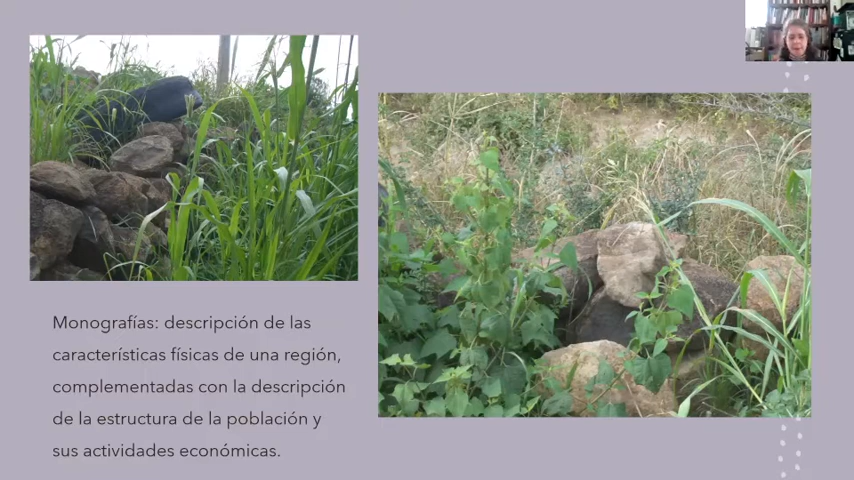 Monografías: descripción de las
características físicas de una región,
complementadas con la descripción
de la estructura de la población y
sus actividades económicas.